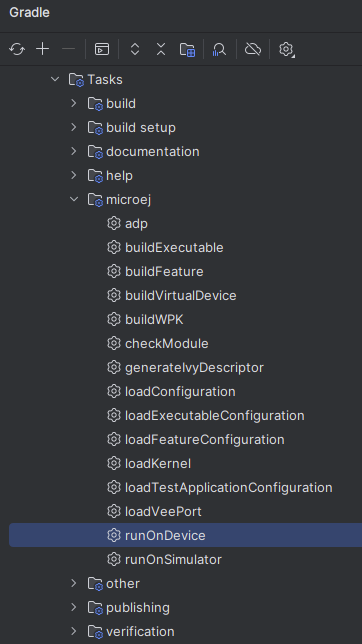 Gradle
Tasks
build
build setup
documentation
help
microej
adp
buildExecutable
buildFeature
buildVirtualDevice
buildWPK
checkModule
generateIvyDescriptor
loadConfiguration
loadExecutableConfiguration
loadFeatureConfiguration
loadKernel
loadTestApplicationConfiguration
loadVeePort
runOnDevice
runOnSimulator
other
publishing
verification